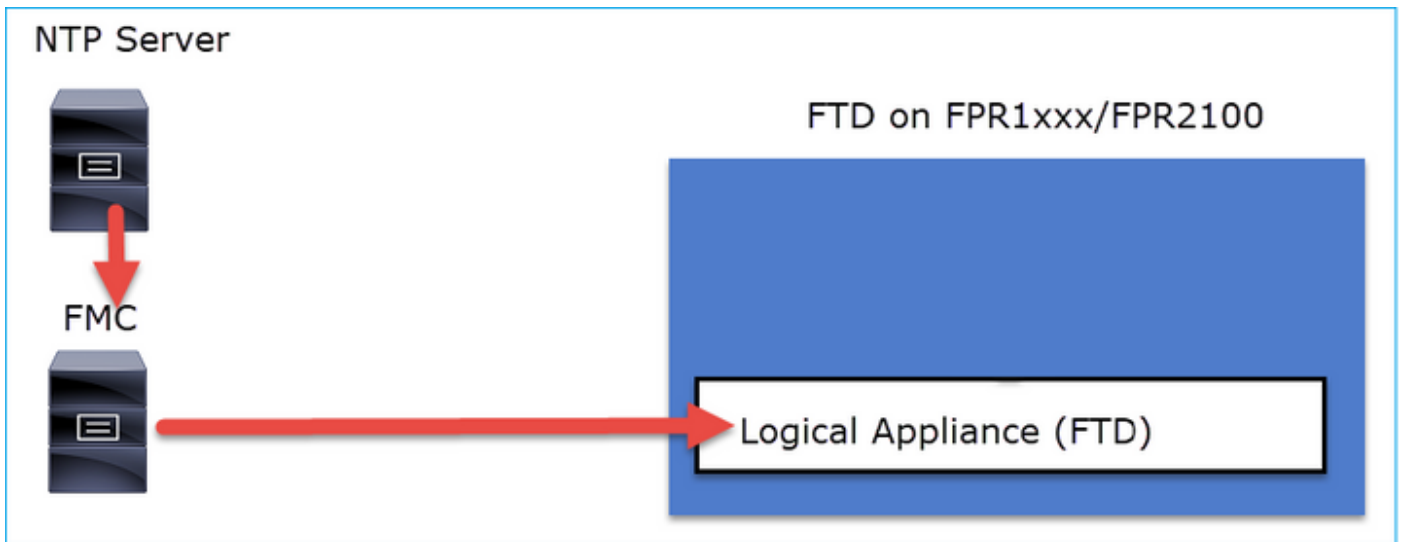 NTP Server
FTD on FPR1xxx/FPR2100
FMC
Logical Appliance (FTD)